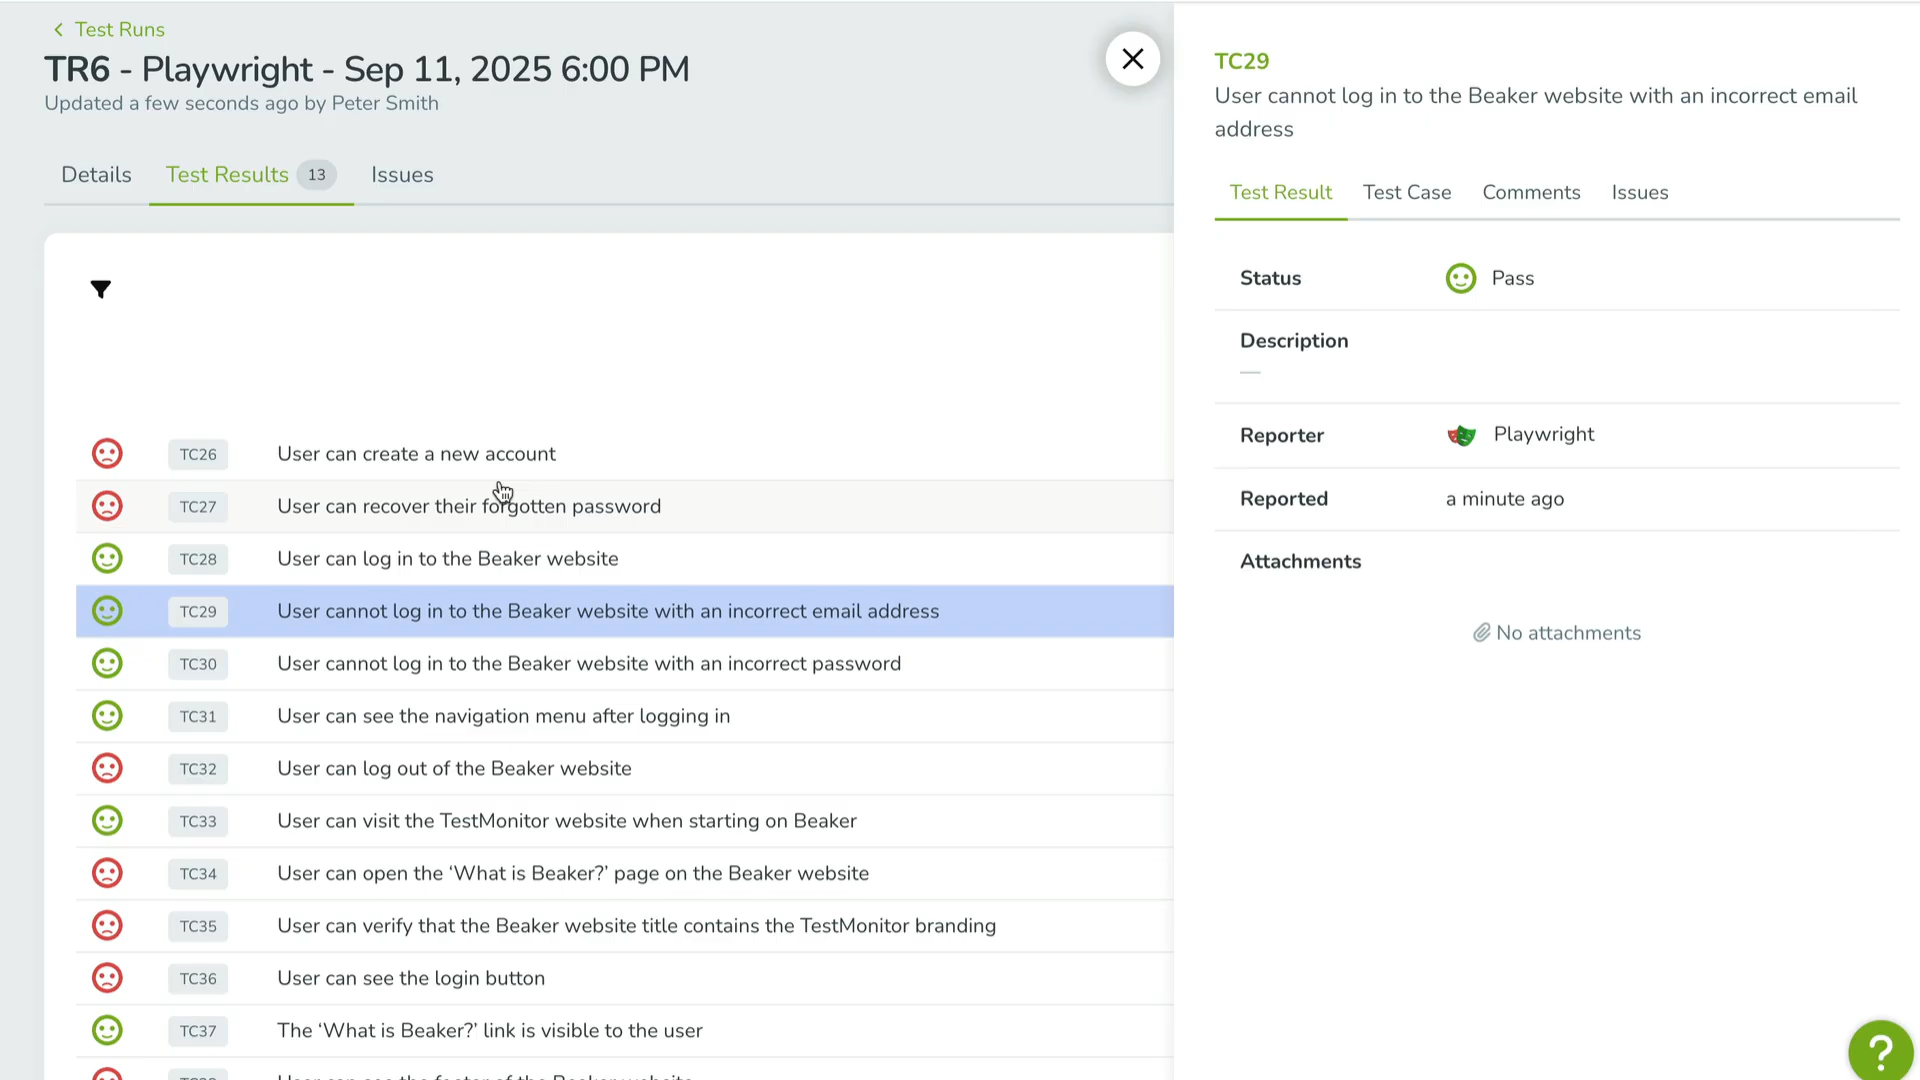 Test Runs
TR6 - Playwright - Sep 11, 2025 6:00 PM
Updated a few seconds ago by Peter Smith
Details
Test Results 13
Issues
TC26 User can create a new account
TC27 User can recover their forgotten password
TC28 User can log in to the Beaker website
TC29 User cannot log in to the Beaker website with an incorrect email address
TC30 User cannot log in to the Beaker website with an incorrect password
TC31 User can see the navigation menu after logging in
TC32 User can log out of the Beaker website
TC33 User can visit the TestMonitor website when starting on Beaker
TC34 User can open the ‘What is Beaker?’ page on the Beaker website
TC35 User can verify that the Beaker website title contains the TestMonitor branding
TC36 User can see the login button
TC37 The ‘What is Beaker?’ link is visible to the user
User can see the footer of the Beaker website
TC29
User cannot log in to the Beaker website with an incorrect email
address
Test Result
Test Case
Comments
Issues
Status Pass
Description
—
Reporter Playwright
Reported a minute ago
Attachments
No attachments
?